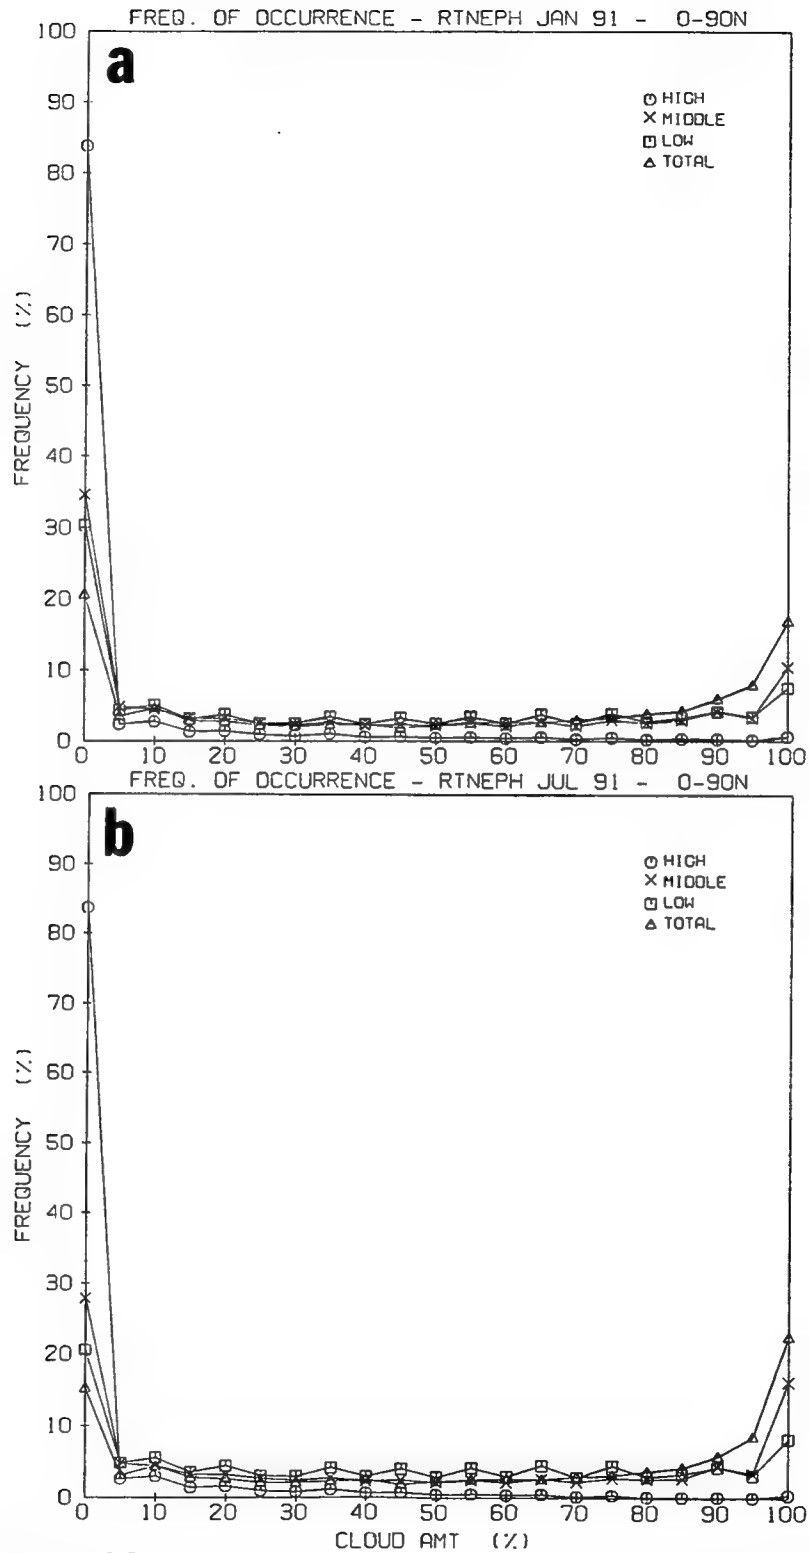 FREQ. OF OCCURRENCE - RTNEPH JAN 91 - 0-90N
a
HIGH
MIDDLE
LOW
TOTAL
100
90
80
70
60
50
40
30
20
10
0
FREQUENCY (%)
0 10 20 30 40 50 60 70 80 90 100
FREQ. OF OCCURRENCE - RTNEPH JUL 91 - 0-90N
b
HIGH
MIDDLE
LOW
TOTAL
100
90
80
70
60
50
40
30
20
10
0
FREQUENCY (%)
0 10 20 30 40 50 60 70 80 90 100
CLOUD AMT (%)